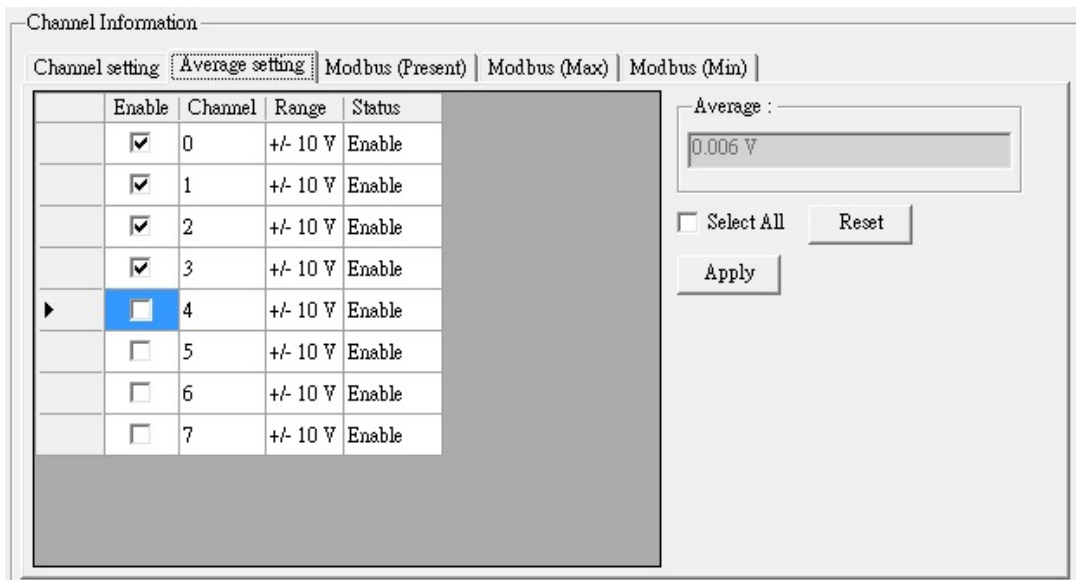 Channel Information
Channel setting Average setting Modbus (Present) Modbus (Max) Modbus (Min)
Enable Channel Range Status
0 +/- 10 V Enable
1 +/- 10 V Enable
2 +/- 10 V Enable
3 +/- 10 V Enable
4 +/- 10 V Enable
5 +/- 10 V Enable
6 +/- 10 V Enable
7 +/- 10 V Enable
Average :
0.006 V
Select All Reset
Apply